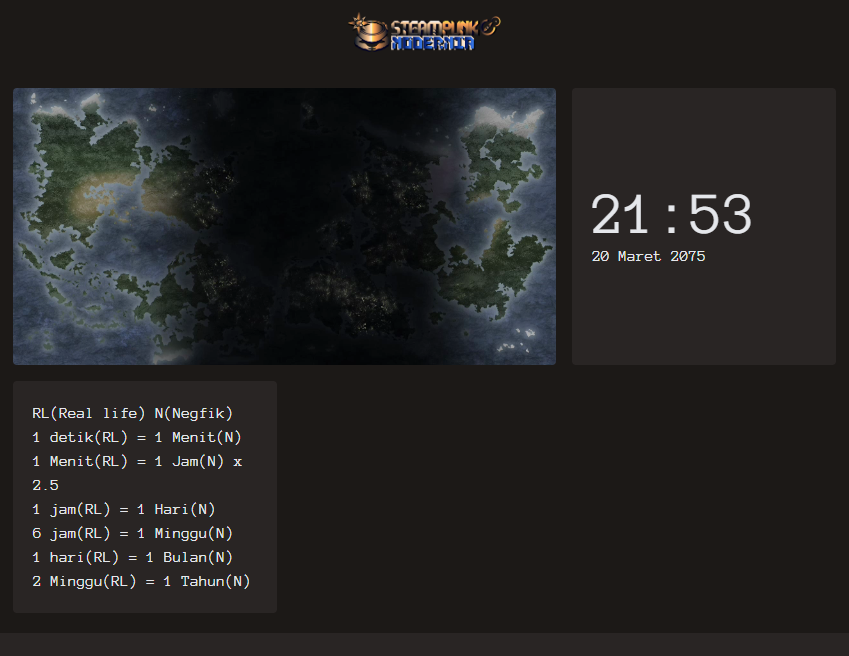 STEAMPUNK
MODERNIR
21:53
20 Maret 2075
RL(Real life) N(Negfik)
1 detik(RL) = 1 Menit(N)
1 Menit(RL) = 1 Jam(N) x
2.5
1 jam(RL) = 1 Hari(N)
6 jam(RL) = 1 Minggu(N)
1 hari(RL) = 1 Bulan(N)
2 Minggu(RL) = 1 Tahun(N)